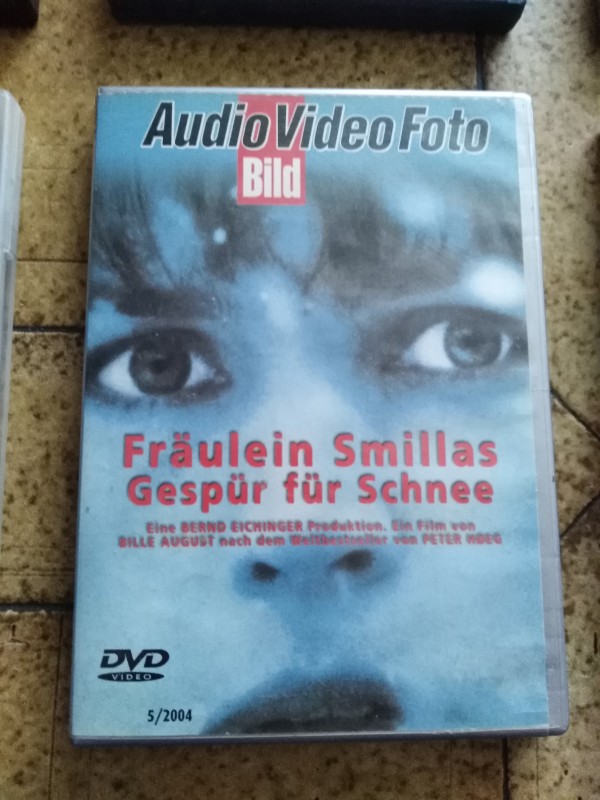 AudioVideoFoto
Bild
Fräulein Smillas
Gespür für Schnee
Eine BERND EICHINGER Produktion. Ein Film von
BILLE AUGUST nach dem Weltbestseller von PETER HØEG
DVD
VIDEO
5/2004